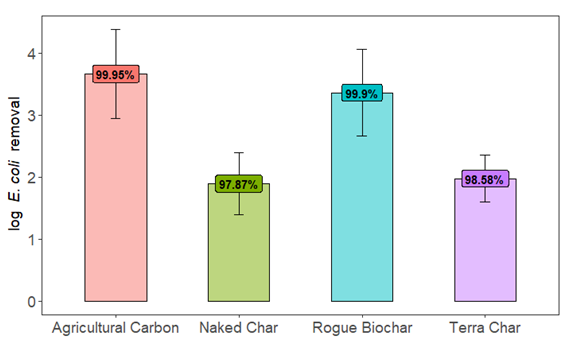 log E. coli removal
4
3
2
1
0
99.95%
97.87%
99.9%
98.58%
Agricultural Carbon
Naked Char
Rogue Biochar
Terra Char